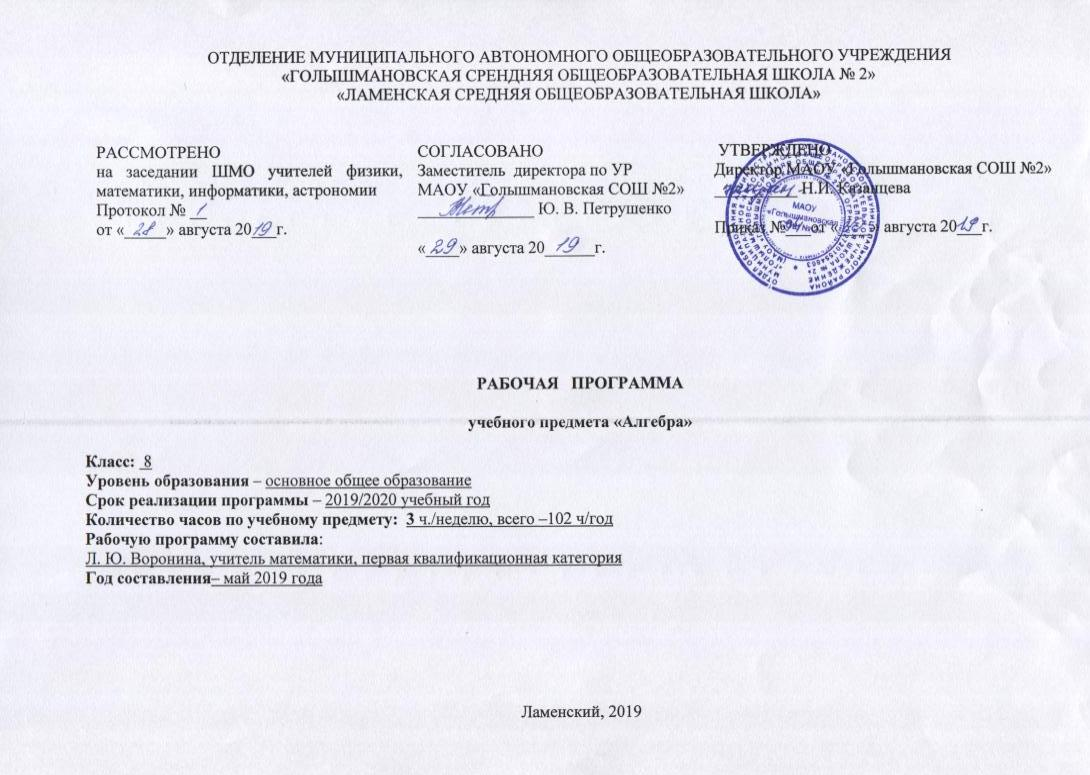 ОТДЕЛЕНИЕ МУНИЦИПАЛЬНОГО АВТОНОМНОГО ОБЩЕОБРАЗОВАТЕЛЬНОГО УЧРЕЖДЕНИЯ
«ГОЛЫШМАНОВСКАЯ СРЕНДНЯЯ ОБЩЕОБРАЗОВАТЕЛЬНАЯ ШКОЛА № 2»
«ЛАМЕНСКАЯ СРЕДНЯЯ ОБЩЕОБРАЗОВАТЕЛЬНАЯ ШКОЛА»
РАССМОТРЕНО
на заседании ШМО учителей физики,
математики, информатики, астрономии
Протокол № 1
от «28» августа 2019г.
СОГЛАСОВАНО
Заместитель директора по УР
МАОУ «Голышмановская СОШ №2»
Ю. В. Петрушенко
«29» августа 2019г.
УТВЕРЖДЕНО
Директор МАОУ «Голышмановская СОШ №2»
Н.И. Казанцева
Приказ № от « » августа 2019г.
МАОУ
«Голышмановская
РАБОЧАЯ ПРОГРАММА
учебного предмета «Алгебра»
Класс: 8
Уровень образования – основное общее образование
Срок реализации программы – 2019/2020 учебный год
Количество часов по учебному предмету: 3 ч./неделю, всего –102 ч/год
Рабочую программу составила:
Л. Ю. Воронина, учитель математики, первая квалификационная категория
Год составления– май 2019 года
Ламенский, 2019